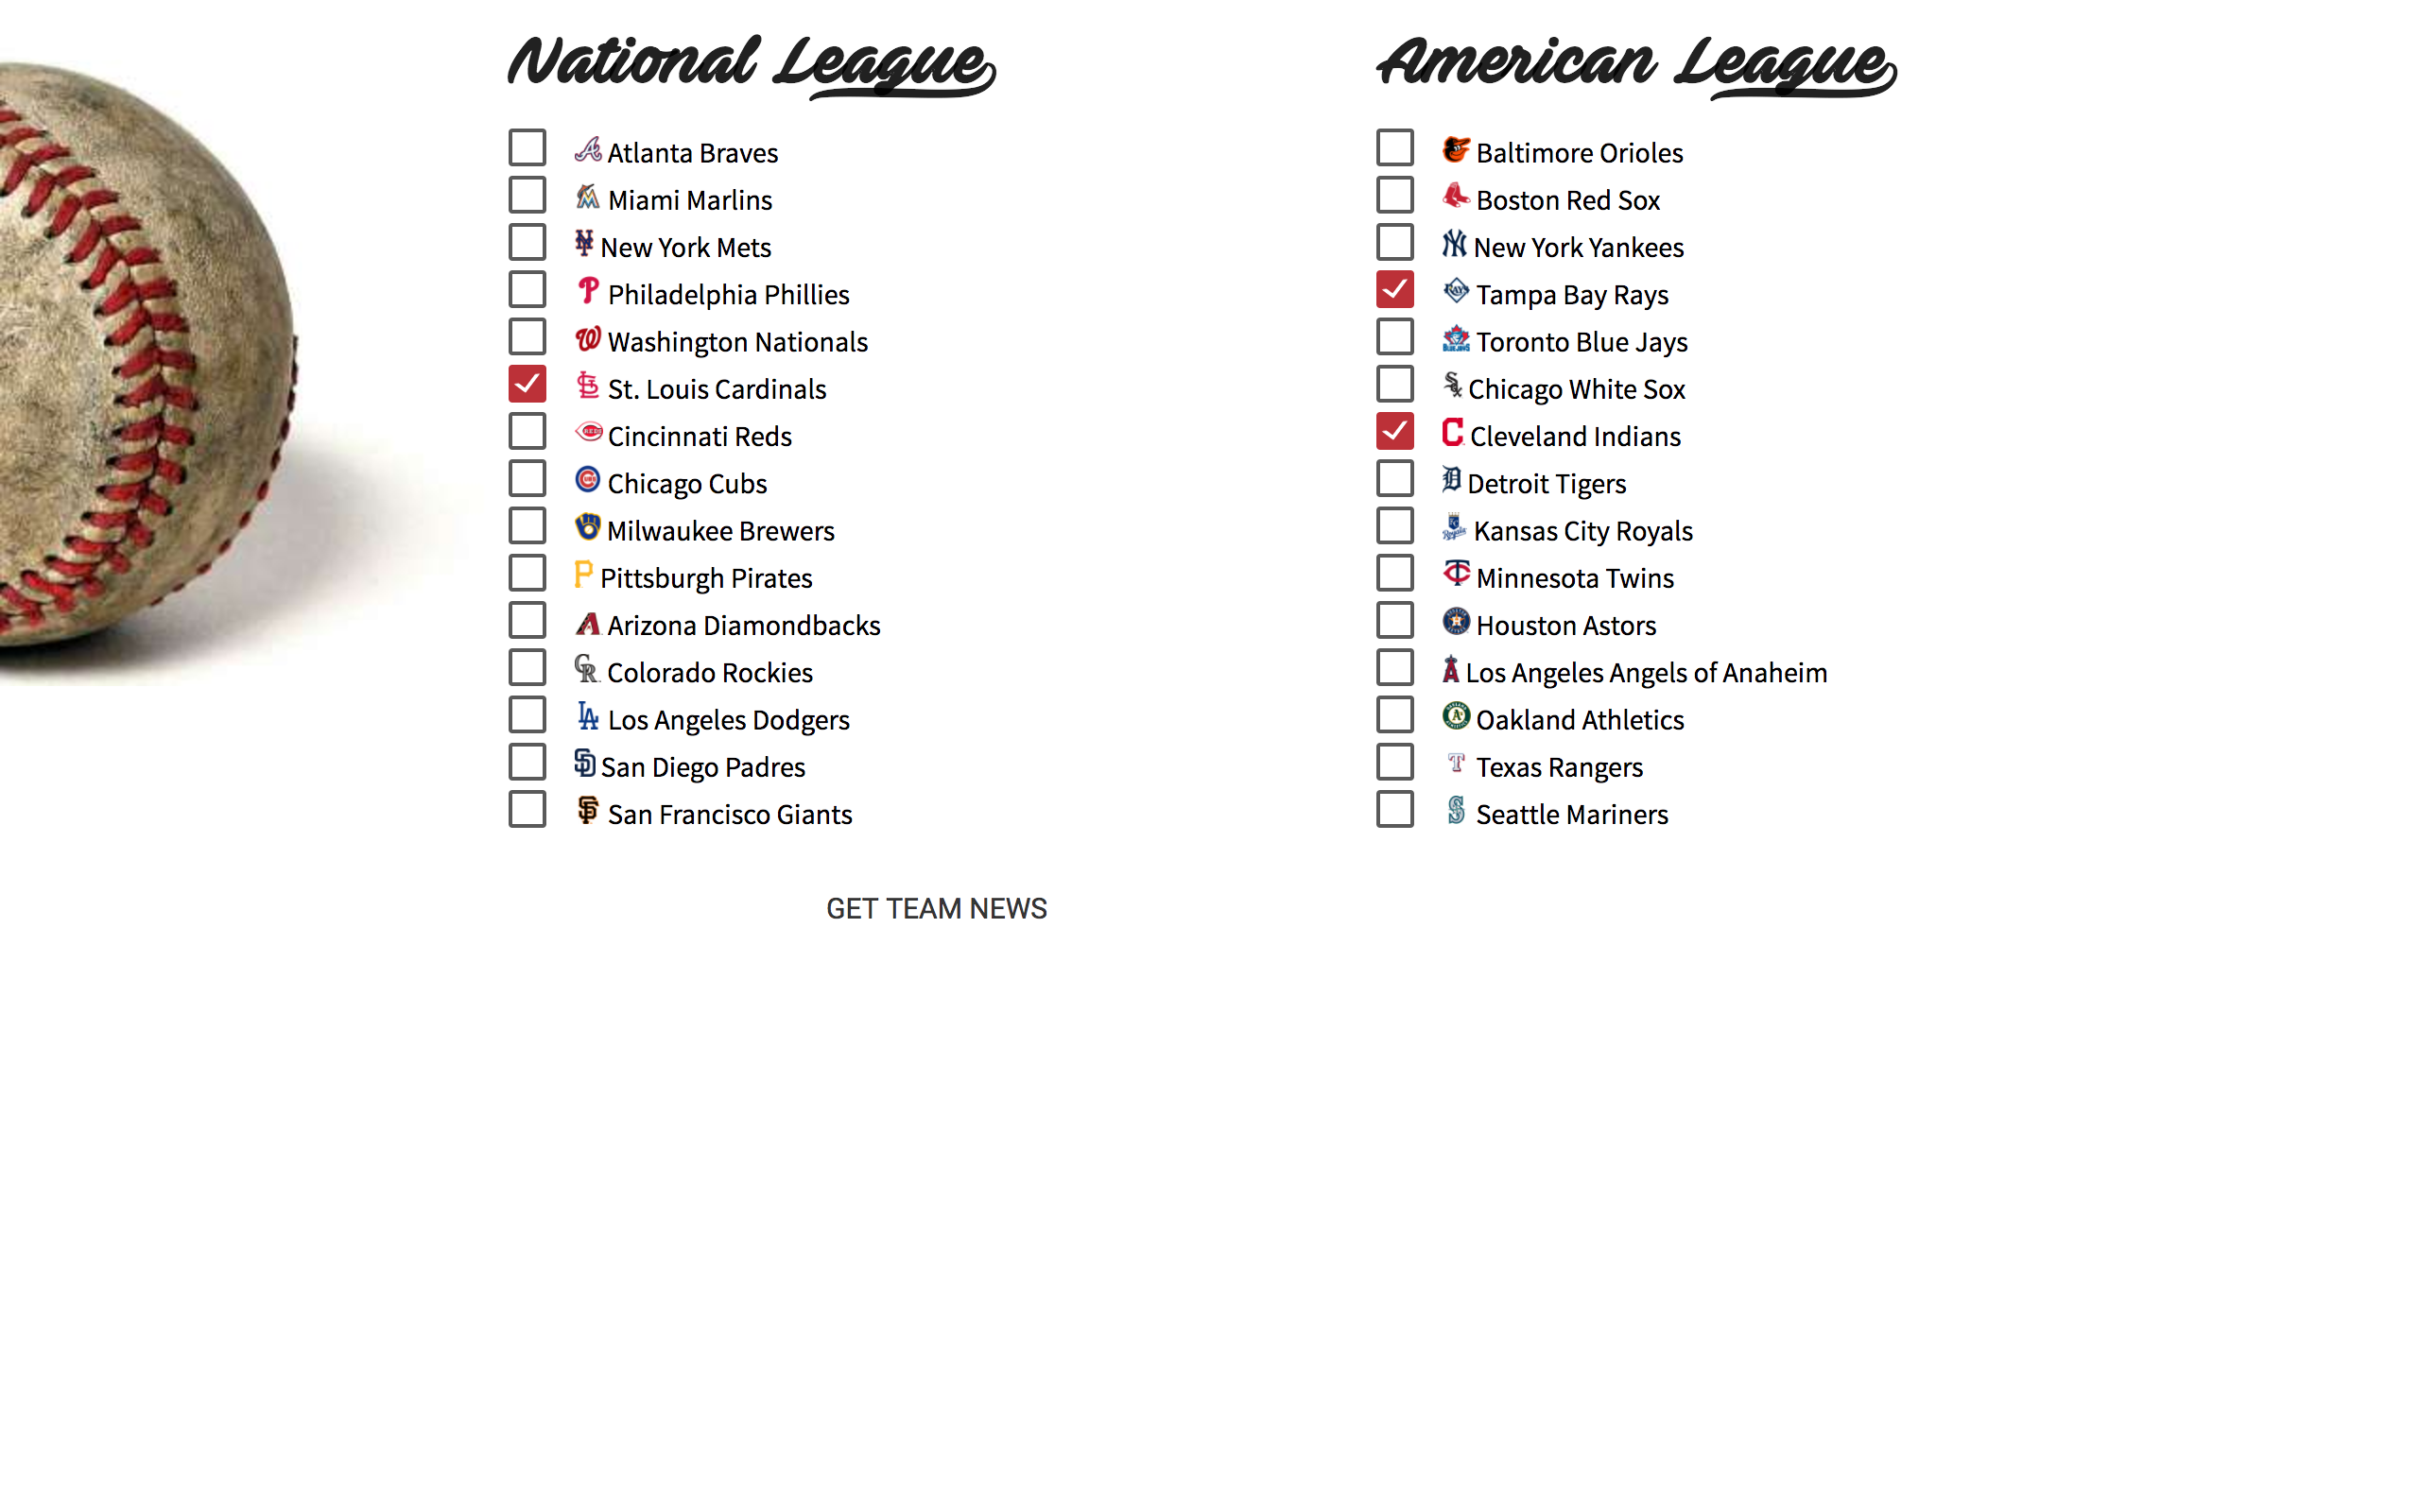 National League
Atlanta Braves
Miami Marlins
New York Mets
Philadelphia Phillies
Washington Nationals
St. Louis Cardinals
Cincinnati Reds
Chicago Cubs
Milwaukee Brewers
Pittsburgh Pirates
Arizona Diamondbacks
Colorado Rockies
Los Angeles Dodgers
San Diego Padres
San Francisco Giants
American League
Baltimore Orioles
Boston Red Sox
New York Yankees
Tampa Bay Rays
Toronto Blue Jays
Chicago White Sox
Cleveland Indians
Detroit Tigers
Kansas City Royals
Minnesota Twins
Houston Astors
Los Angeles Angels of Anaheim
Oakland Athletics
Texas Rangers
Seattle Mariners
GET TEAM NEWS